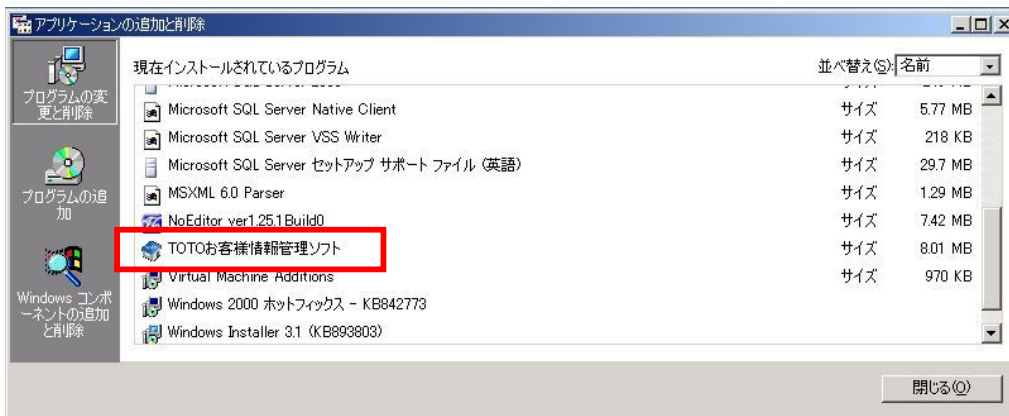 アプリケーションの追加と削除
プログラムの変
更と削除
プログラムの追
加
Windows コンポ
ーネントの追加
と削除
現在インストールされているプログラム 並べ替え(S): 名前
Microsoft SQL Server Native Client サイズ 5.77 MB
Microsoft SQL Server VSS Writer サイズ 218 KB
Microsoft SQL Server セットアップ サポート ファイル (英語) サイズ 29.7 MB
MSXML 6.0 Parser サイズ 1.29 MB
NoEditor ver1.25.1Build0 サイズ 7.42 MB
TOTOお客様情報管理ソフト サイズ 8.01 MB
Virtual Machine Additions サイズ 970 KB
Windows 2000 ホットフィックス - KB842773
Windows Installer 3.1 (KB893803)
閉じる(O)